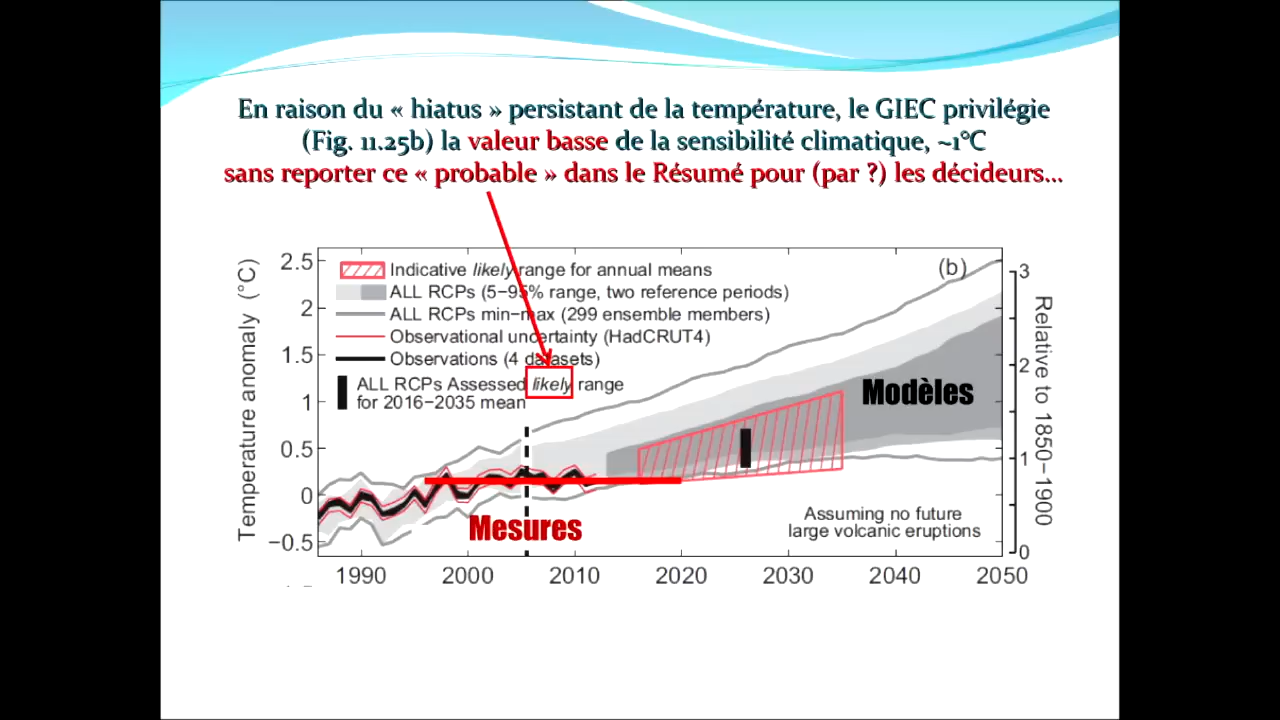 En raison du « hiatus » persistant de la température, le GIEC privilégie
(Fig. 11.25b) la valeur basse de la sensibilité climatique, ~1°C
sans reporter ce « probable » dans le Résumé pour (par ?) les décideurs...
Temperature anomaly (°C)
2.5
2
1.5
1
0.5
0
−0.5
Indicative likely range for annual means
ALL RCPs (5−95% range, two reference periods)
ALL RCPs min−max (299 ensemble members)
Observational uncertainty (HadCRUT4)
Observations (4 datasets)
ALL RCPs Assessed likely range
for 2016−2035 mean
(b)
Modèles
Mesures
Assuming no future
large volcanic eruptions
3
2
1
0
Relative to 1850−1900
1990 2000 2010 2020 2030 2040 2050